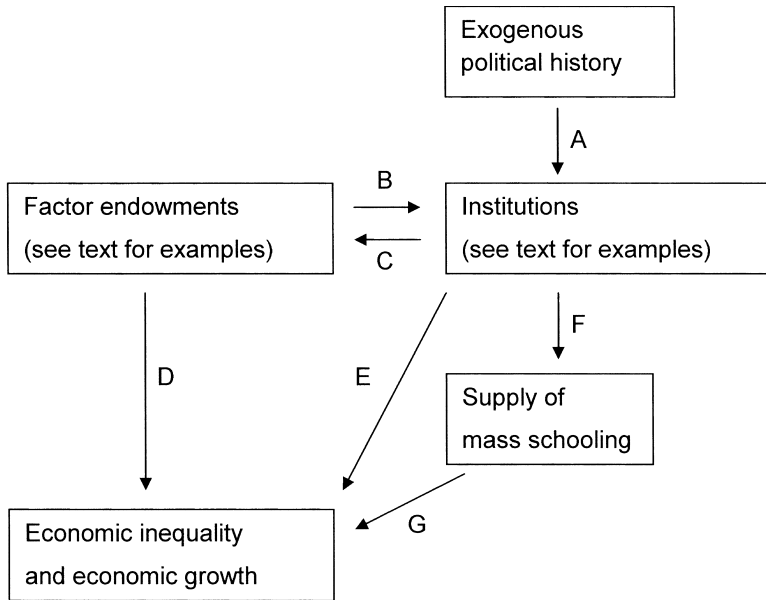 Exogenous
political history
A
B
Factor endowments
(see text for examples)
Institutions
(see text for examples)
C
D
E
F
Supply of
mass schooling
G
Economic inequality
and economic growth